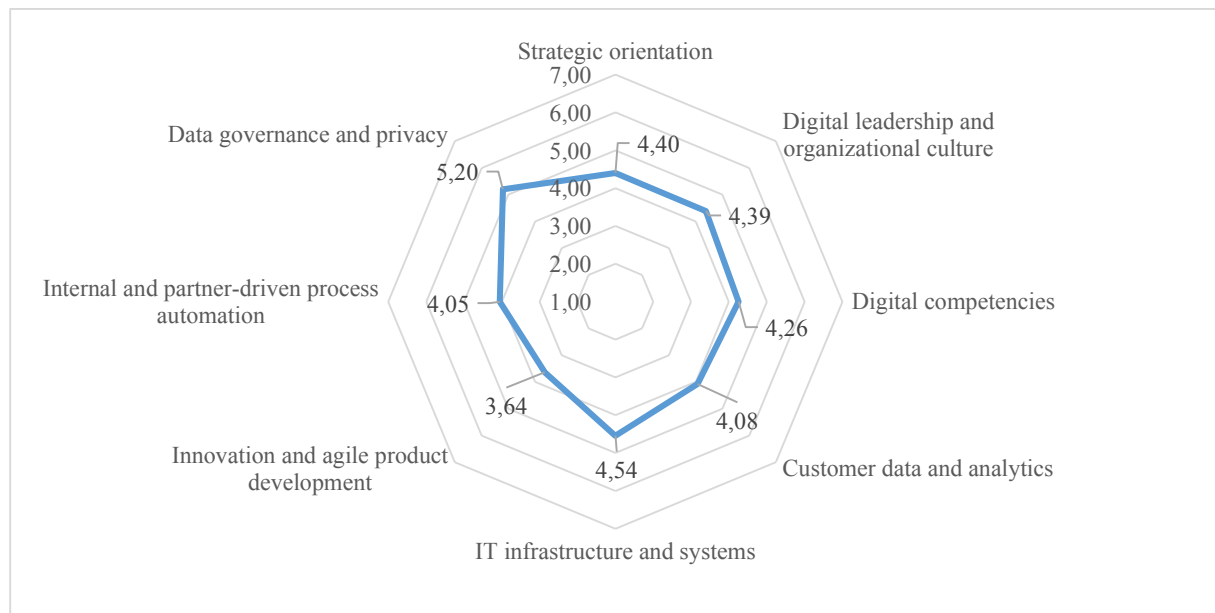 Strategic orientation
7,00
6,00
5,00
4,00
3,00
2,00
1,00
4,40
Digital leadership and
organizational culture
4,39
Digital competencies
4,26
Customer data and analytics
4,08
IT infrastructure and systems
4,54
Innovation and agile product
development
3,64
Internal and partner-driven process
automation
4,05
Data governance and privacy
5,20